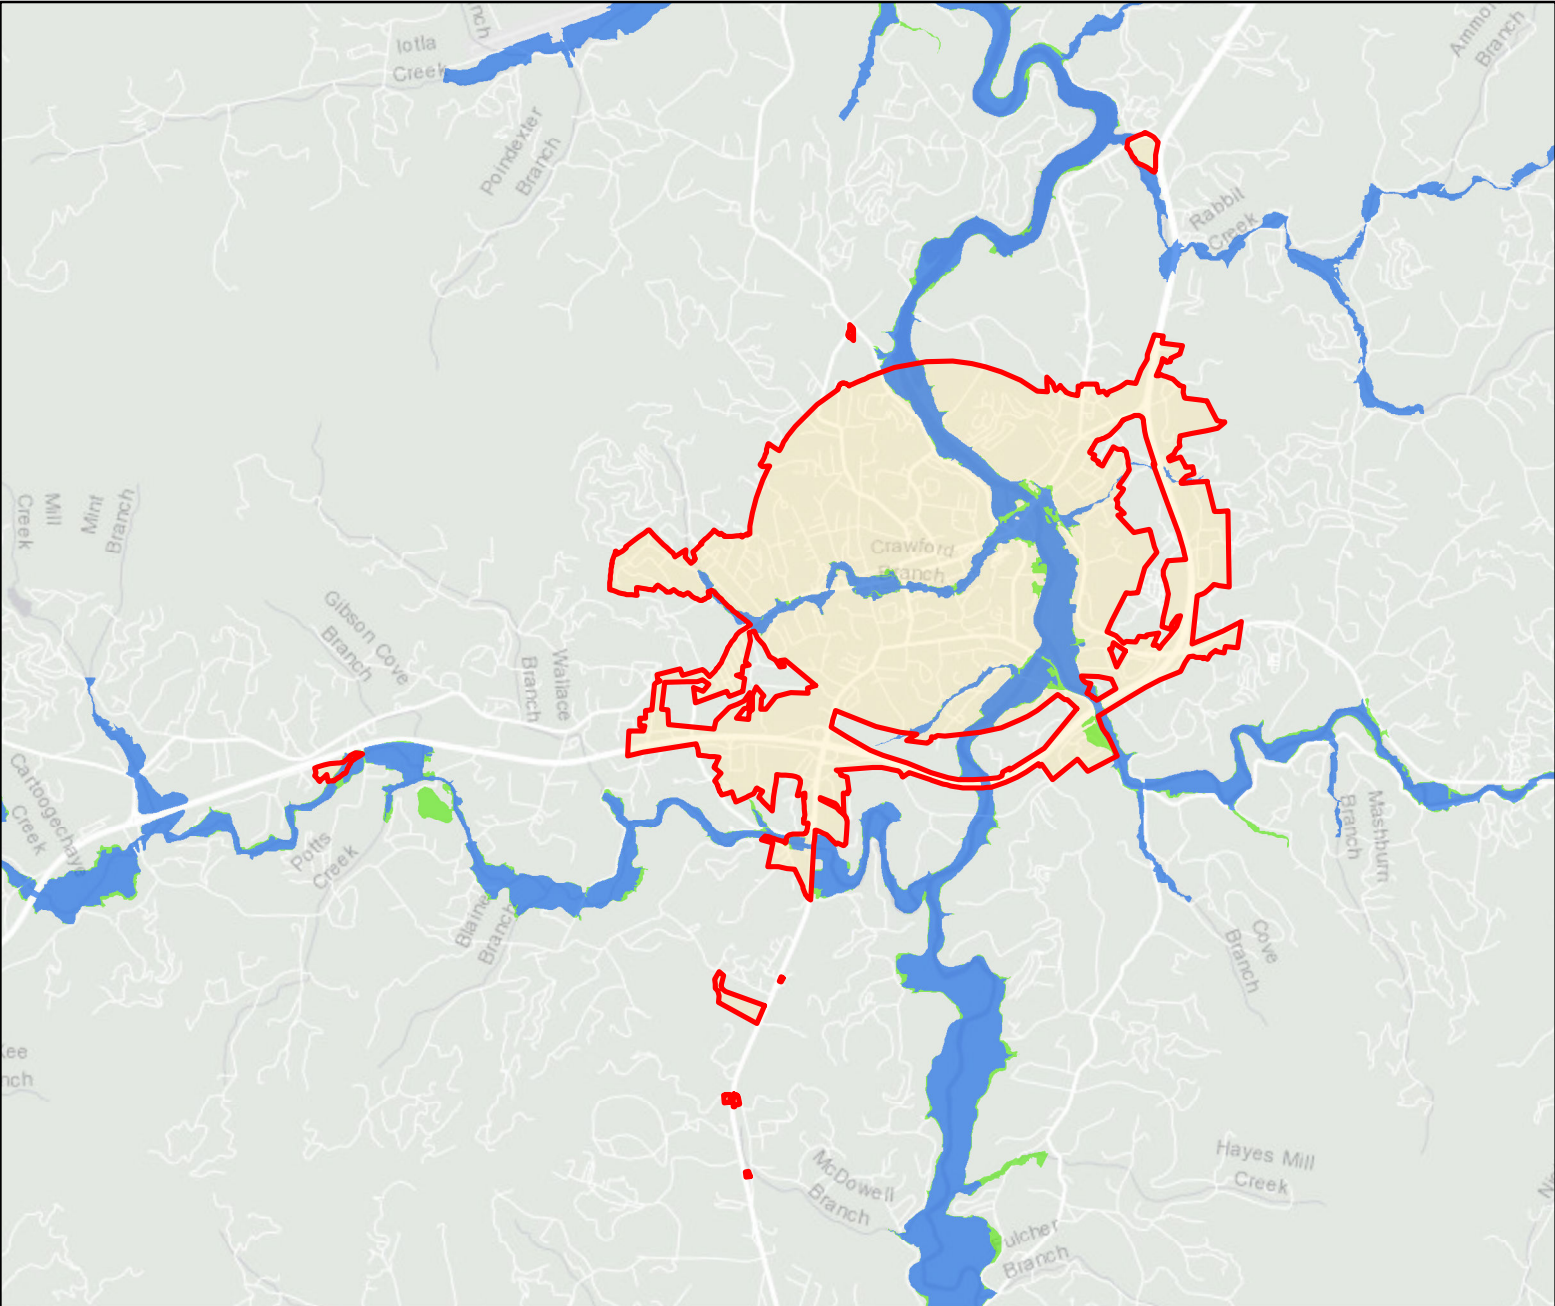 Iotla
Creek
Poindexter
Branch
Branch
Rabbit
Creek
Mill
Creek
Mint
Branch
Crawford
Branch
Gibson Cove
Branch
Wallace
Branch
Cartoogechaye
Creek
Potts
Creek
Blaine
Branch
Mashburn
Branch
Cove
Branch
McDowell
Branch
Hayes Mill
Creek
Fulcher
Branch